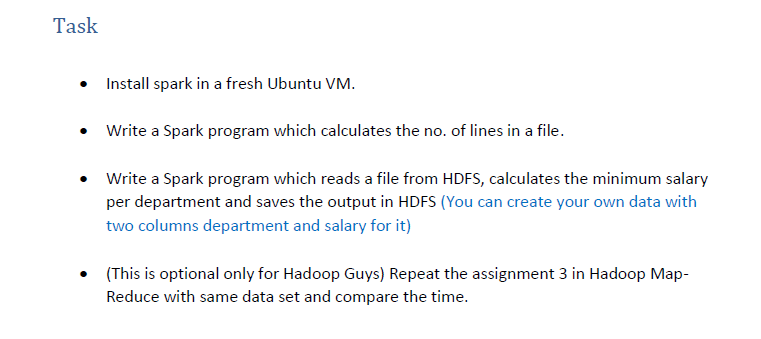 Task
• Install spark in a fresh Ubuntu VM.
• Write a Spark program which calculates the no. of lines in a file.
• Write a Spark program which reads a file from HDFS, calculates the minimum salary
per department and saves the output in HDFS (You can create your own data with
two columns department and salary for it)
• (This is optional only for Hadoop Guys) Repeat the assignment 3 in Hadoop Map-
Reduce with same data set and compare the time.